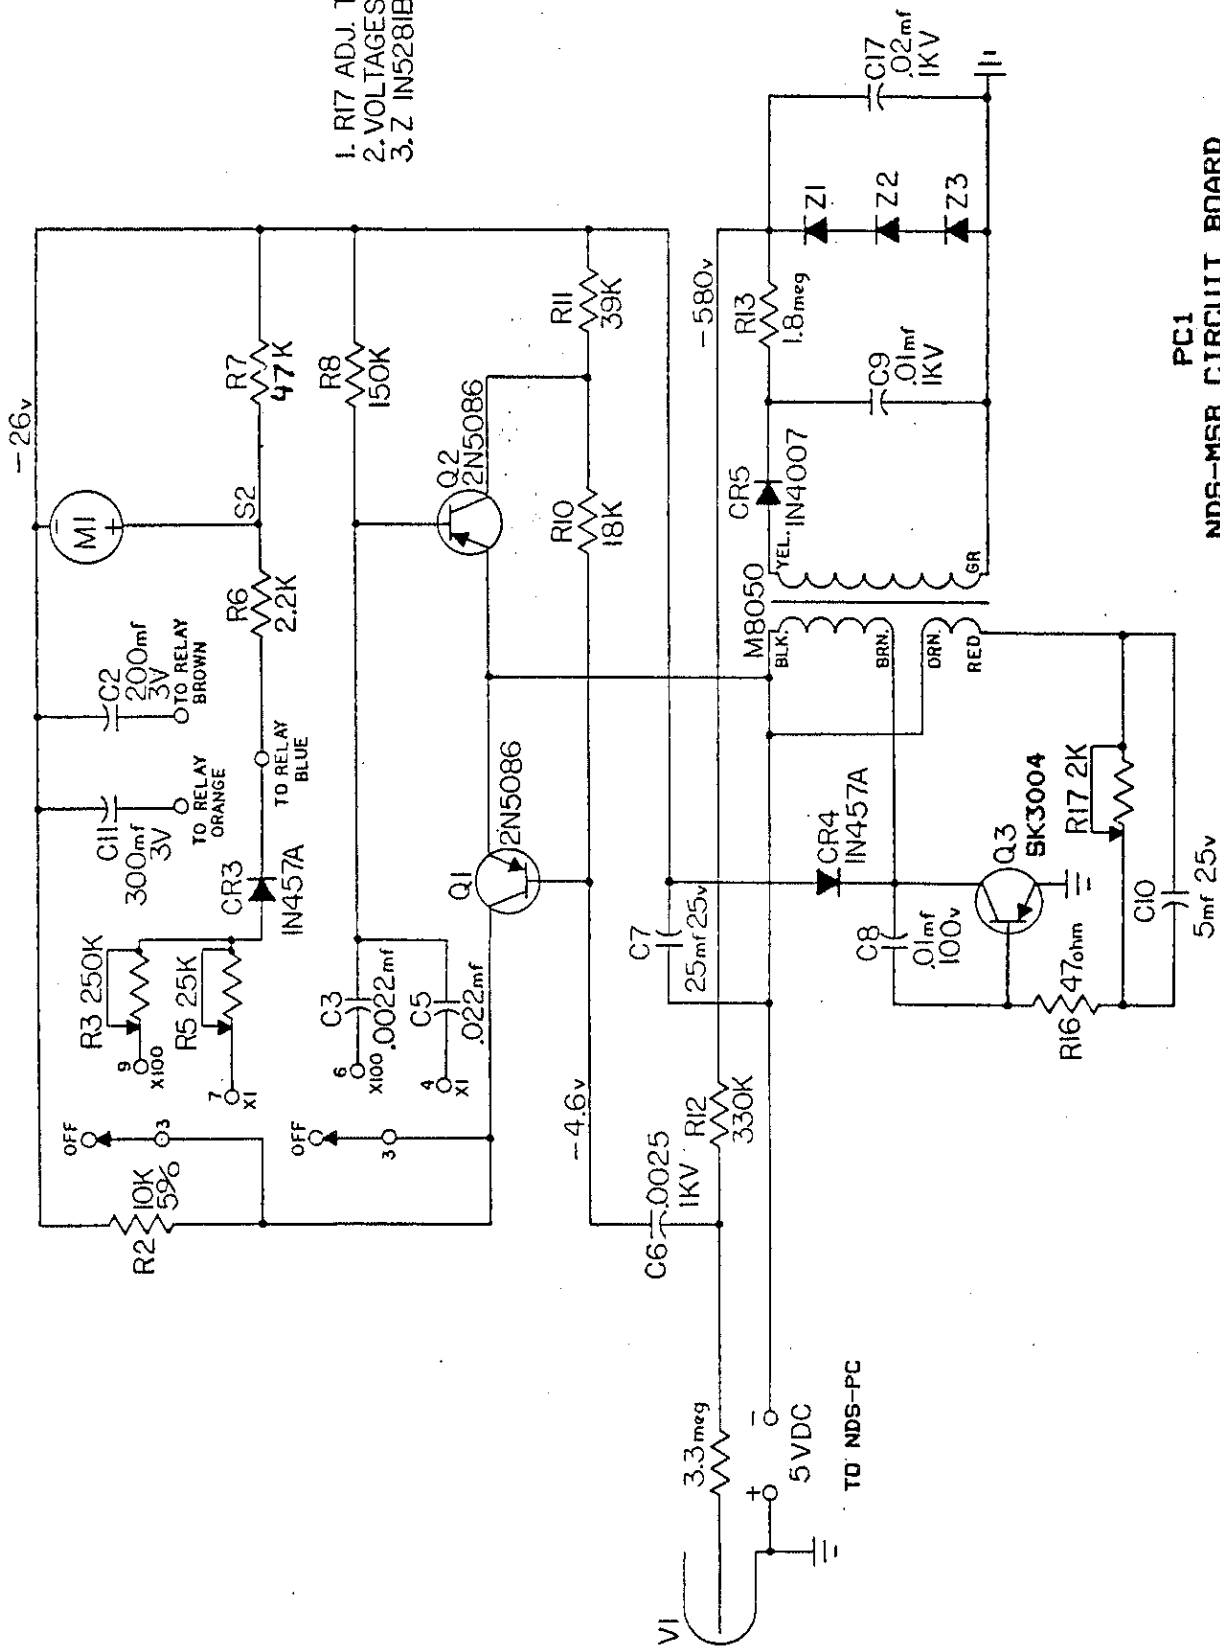 -26v
M1
-
+
C2
200mf
3V
TO RELAY
BROWN
C11
300mf
3V
TO RELAY
ORANGE
TO RELAY
BLUE
S2
R6
2.2K
R7
47K
R8
150K
CR3
IN457A
R3 250K
9
X100
R5 25K
7
X1
OFF
3
R2
10K
5%
C3
.0022mf
6
X100
C5
.022mf
4
X1
OFF
3
Q1
2N5086
Q2
2N5086
R10
18K
R11
39K
-4.6v
C6
.0025
1KV
R12
330K
3.3meg
V1
+
-
5 VDC
TO NDS-PC
C7
25mf 25v
CR4
IN457A
C8
.01mf
100v
Q3
SK3004
R16
47ohm
R17 2K
C10
5mf 25v
M8050
BLK.
BRN.
ORN.
RED
YEL.
GR
CR5
IN4007
C9
.01mf
1KV
R13
1.8meg
-580v
Z1
Z2
Z3
C17
.02mf
1KV
1. R17 ADJ.
2. VOLTAGES
3. Z IN5281B
PC1
NDS-MSB CIRCUIT BOARD